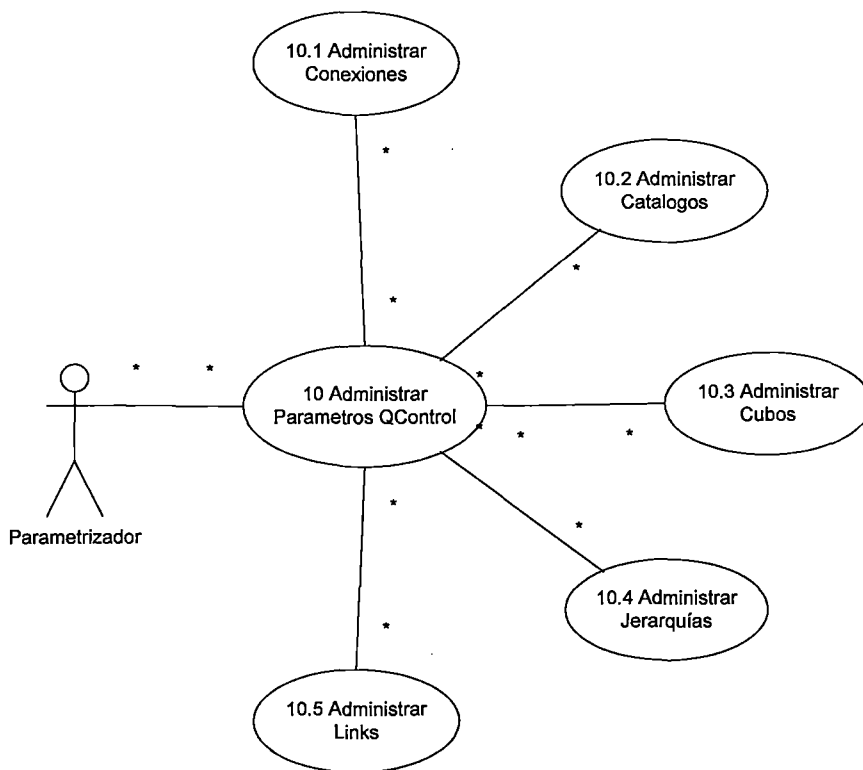 10.1 Administrar
Conexiones
*
10.2 Administrar
Catalogos
*
*
* *
*
10 Administrar
Parametros QControl
10.3 Administrar
Cubos
* * *
Parametrizador
*
*
10.4 Administrar
Jerarquías
*
10.5 Administrar
Links